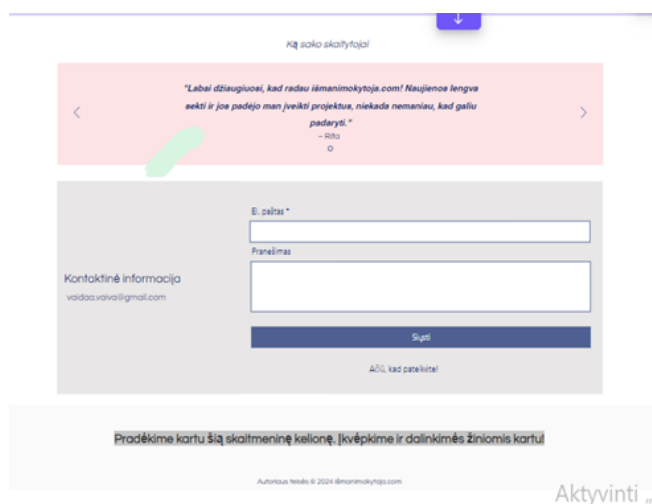 Ką sako skaitytojai
"Labai džiaugiuosi, kad radau išmanimokytoja.com! Naujienos lengva
sekti ir jos padėjo man įveikti projektus, niekada nemaniau, kad galiu
padaryti."
– Rita
El. paštas *
Pranešimas
Kontaktinė informacija
vaidaa.vaiva@gmail.com
Siųsti
Ačiū, kad pateikėte!
Pradėkime kartu šią skaitmeninę kelionę. Įkvėpkime ir dalinkimės žiniomis kartu!
Autoriaus teisės © 2024 išmanimokytoja.com
Aktyvinti „